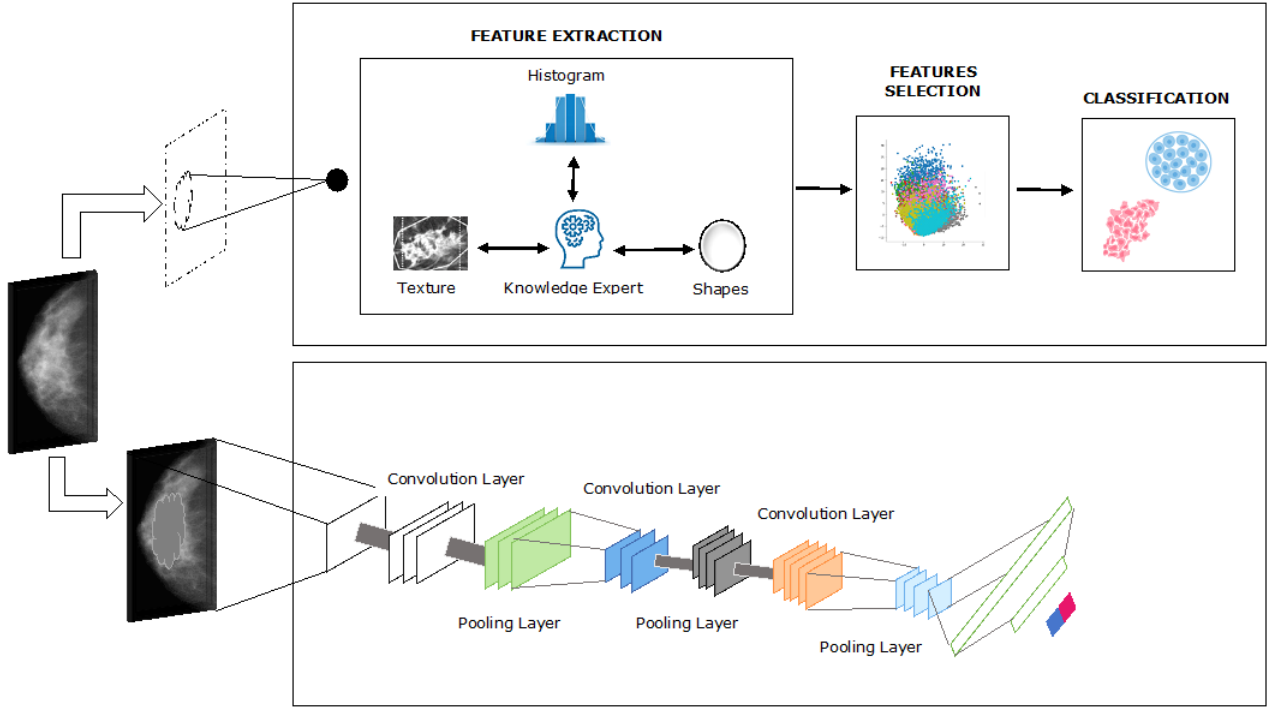 FEATURE EXTRACTION
Histogram
Texture
Knowledge Expert
Shapes
FEATURES
SELECTION
CLASSIFICATION
Convolution Layer
Convolution Layer
Convolution Layer
Pooling Layer
Pooling Layer
Pooling Layer